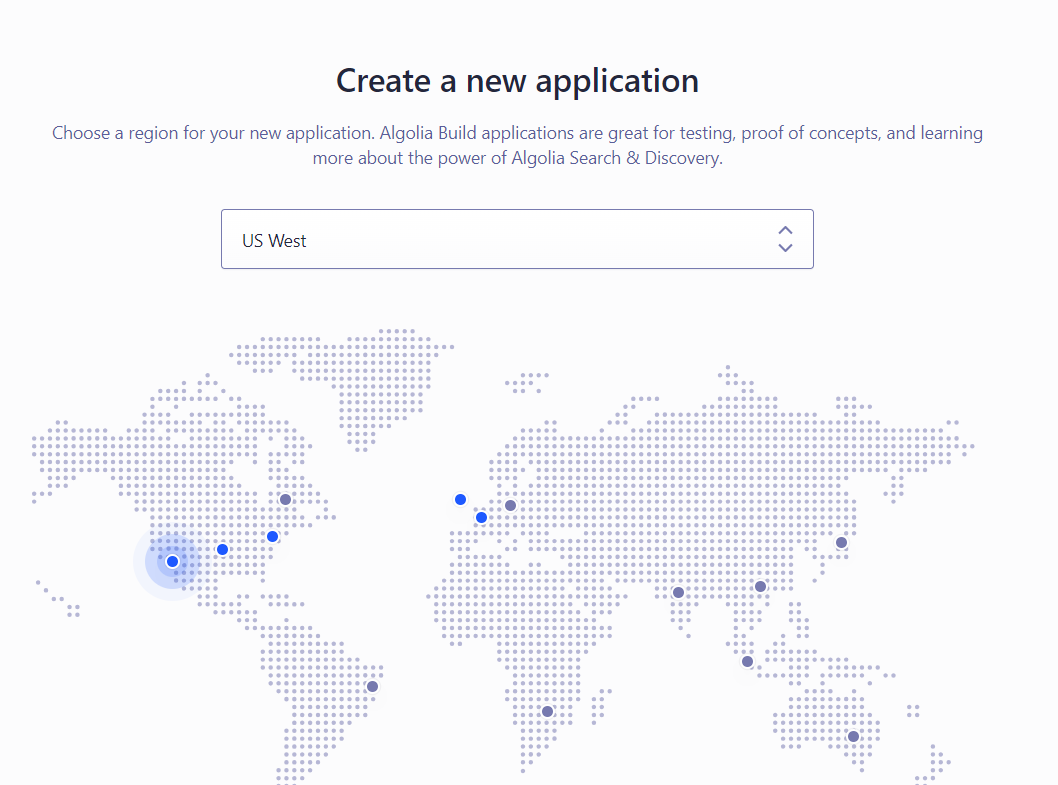 Create a new application
Choose a region for your new application. Algolia Build applications are great for testing, proof of concepts, and learning
more about the power of Algolia Search & Discovery.
US West